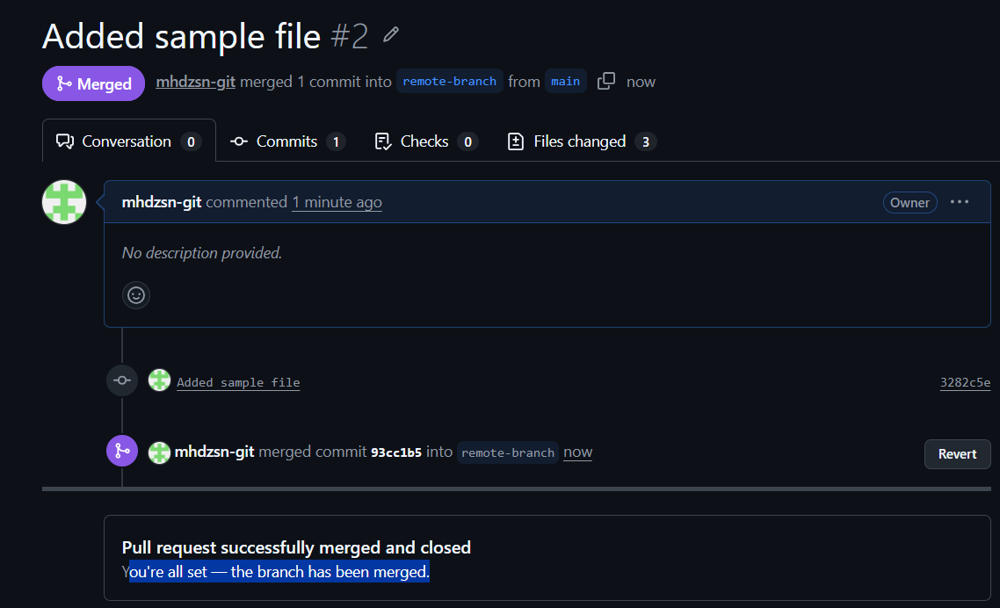 Added sample file #2
Merged mhdzsn-git merged 1 commit into remote-branch from main now
Conversation 0 Commits 1 Checks 0 Files changed 3
mhdzsn-git commented 1 minute ago Owner
No description provided.
Added sample file 3282c5e
mhdzsn-git merged commit 93cc1b5 into remote-branch now Revert
Pull request successfully merged and closed
You're all set — the branch has been merged.